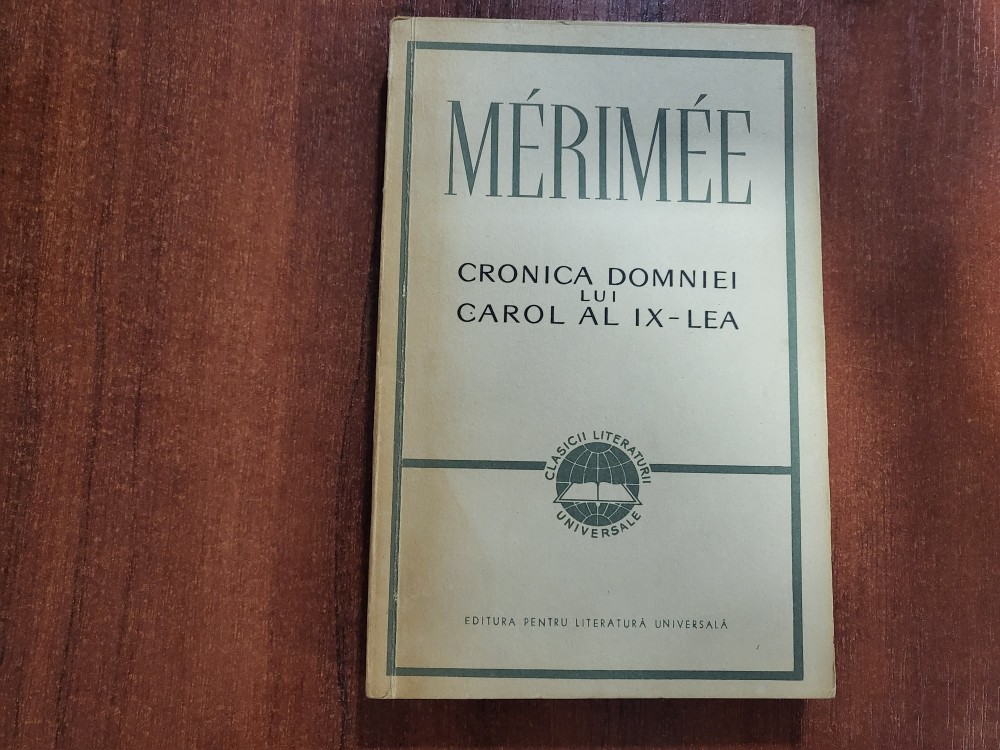 MÉRIMÉE
CRONICA DOMNIEI
LUI
CAROL AL IX-LEA
CLASICII LITERATURII
UNIVERSALE
EDITURA PENTRU LITERATURĂ UNIVERSALĂ